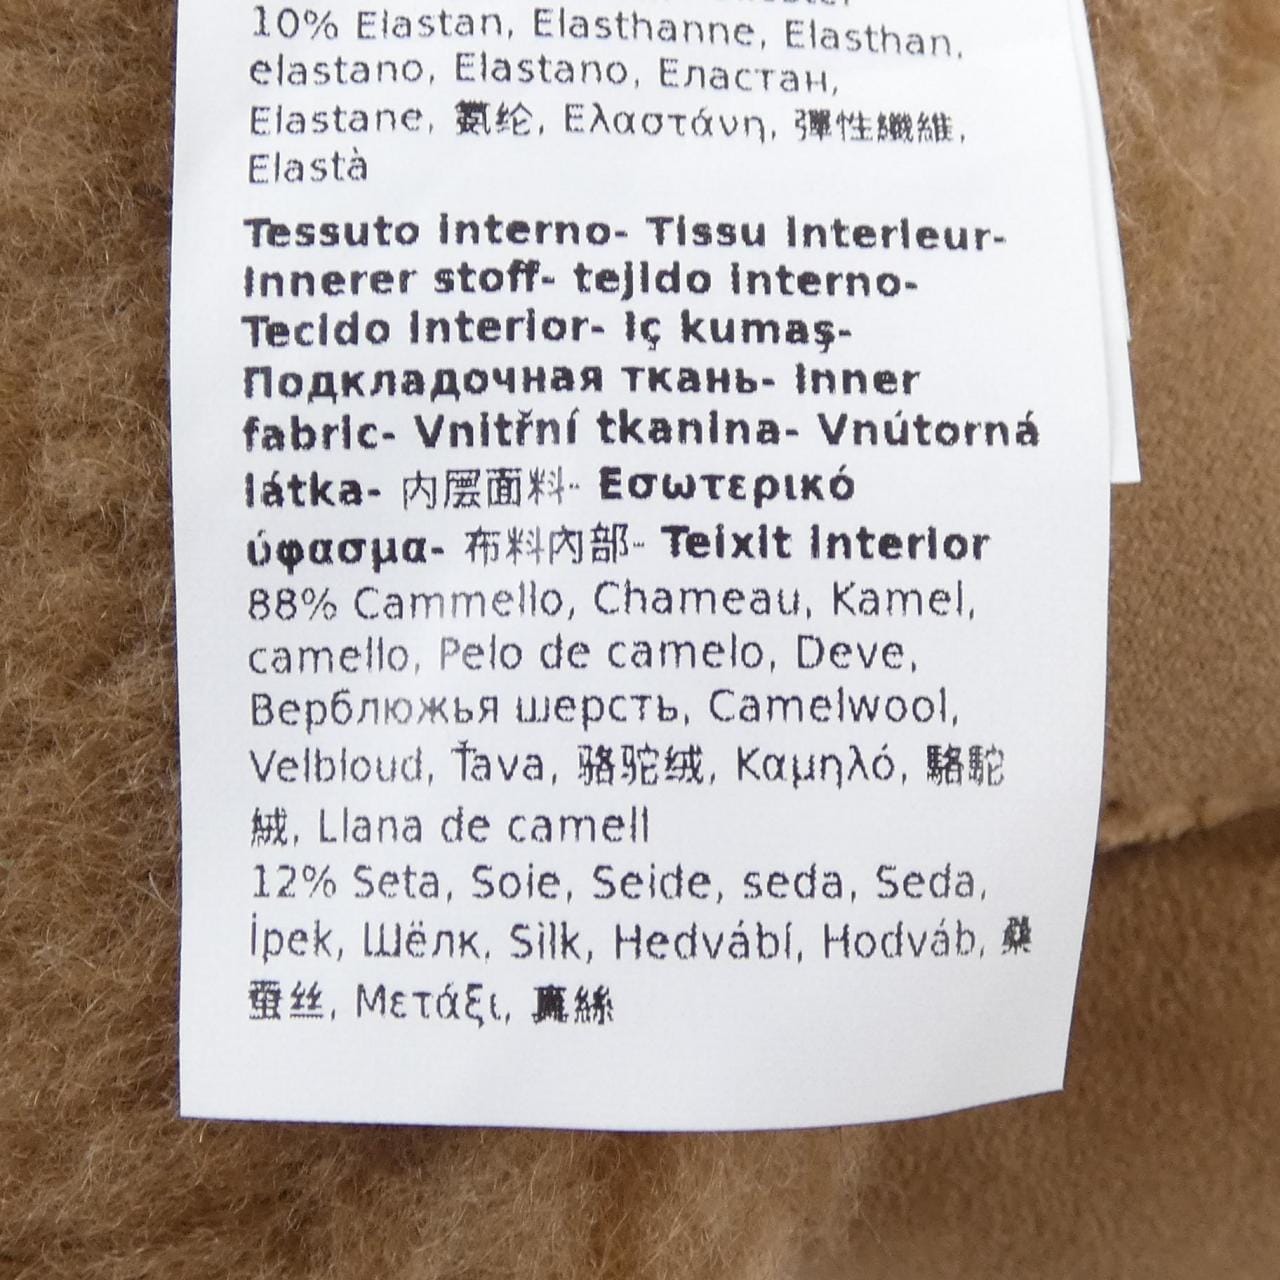 10% Elastan, Elasthanne, Elasthan,
elastano, Elastano, Еластан,
Elastane, 氨纶, Ελαστάνη, 彈性纖維,
Elastà
Tessuto interno- Tissu interieur-
Innerer stoff- tejido interno-
Tecido interior- İç kumaş-
Подкладочная ткань- Inner
fabric- Vnitřní tkanina- Vnútorná
látka- 内层面料- Εσωτερικό
ύφασμα- 布料內部- Teixit interior
88% Cammello, Chameau, Kamel,
camello, Pelo de camelo, Deve,
Верблюжья шерсть, Camelwool,
Velbloud, Ťava, 骆驼绒, Καμηλό, 駱駝
絨, Llana de camell
12% Seta, Soie, Seide, seda, Seda,
İpek, Шёлк, Silk, Hedvábí, Hodváb, 桑
蚕丝, Μετάξι, 真絲